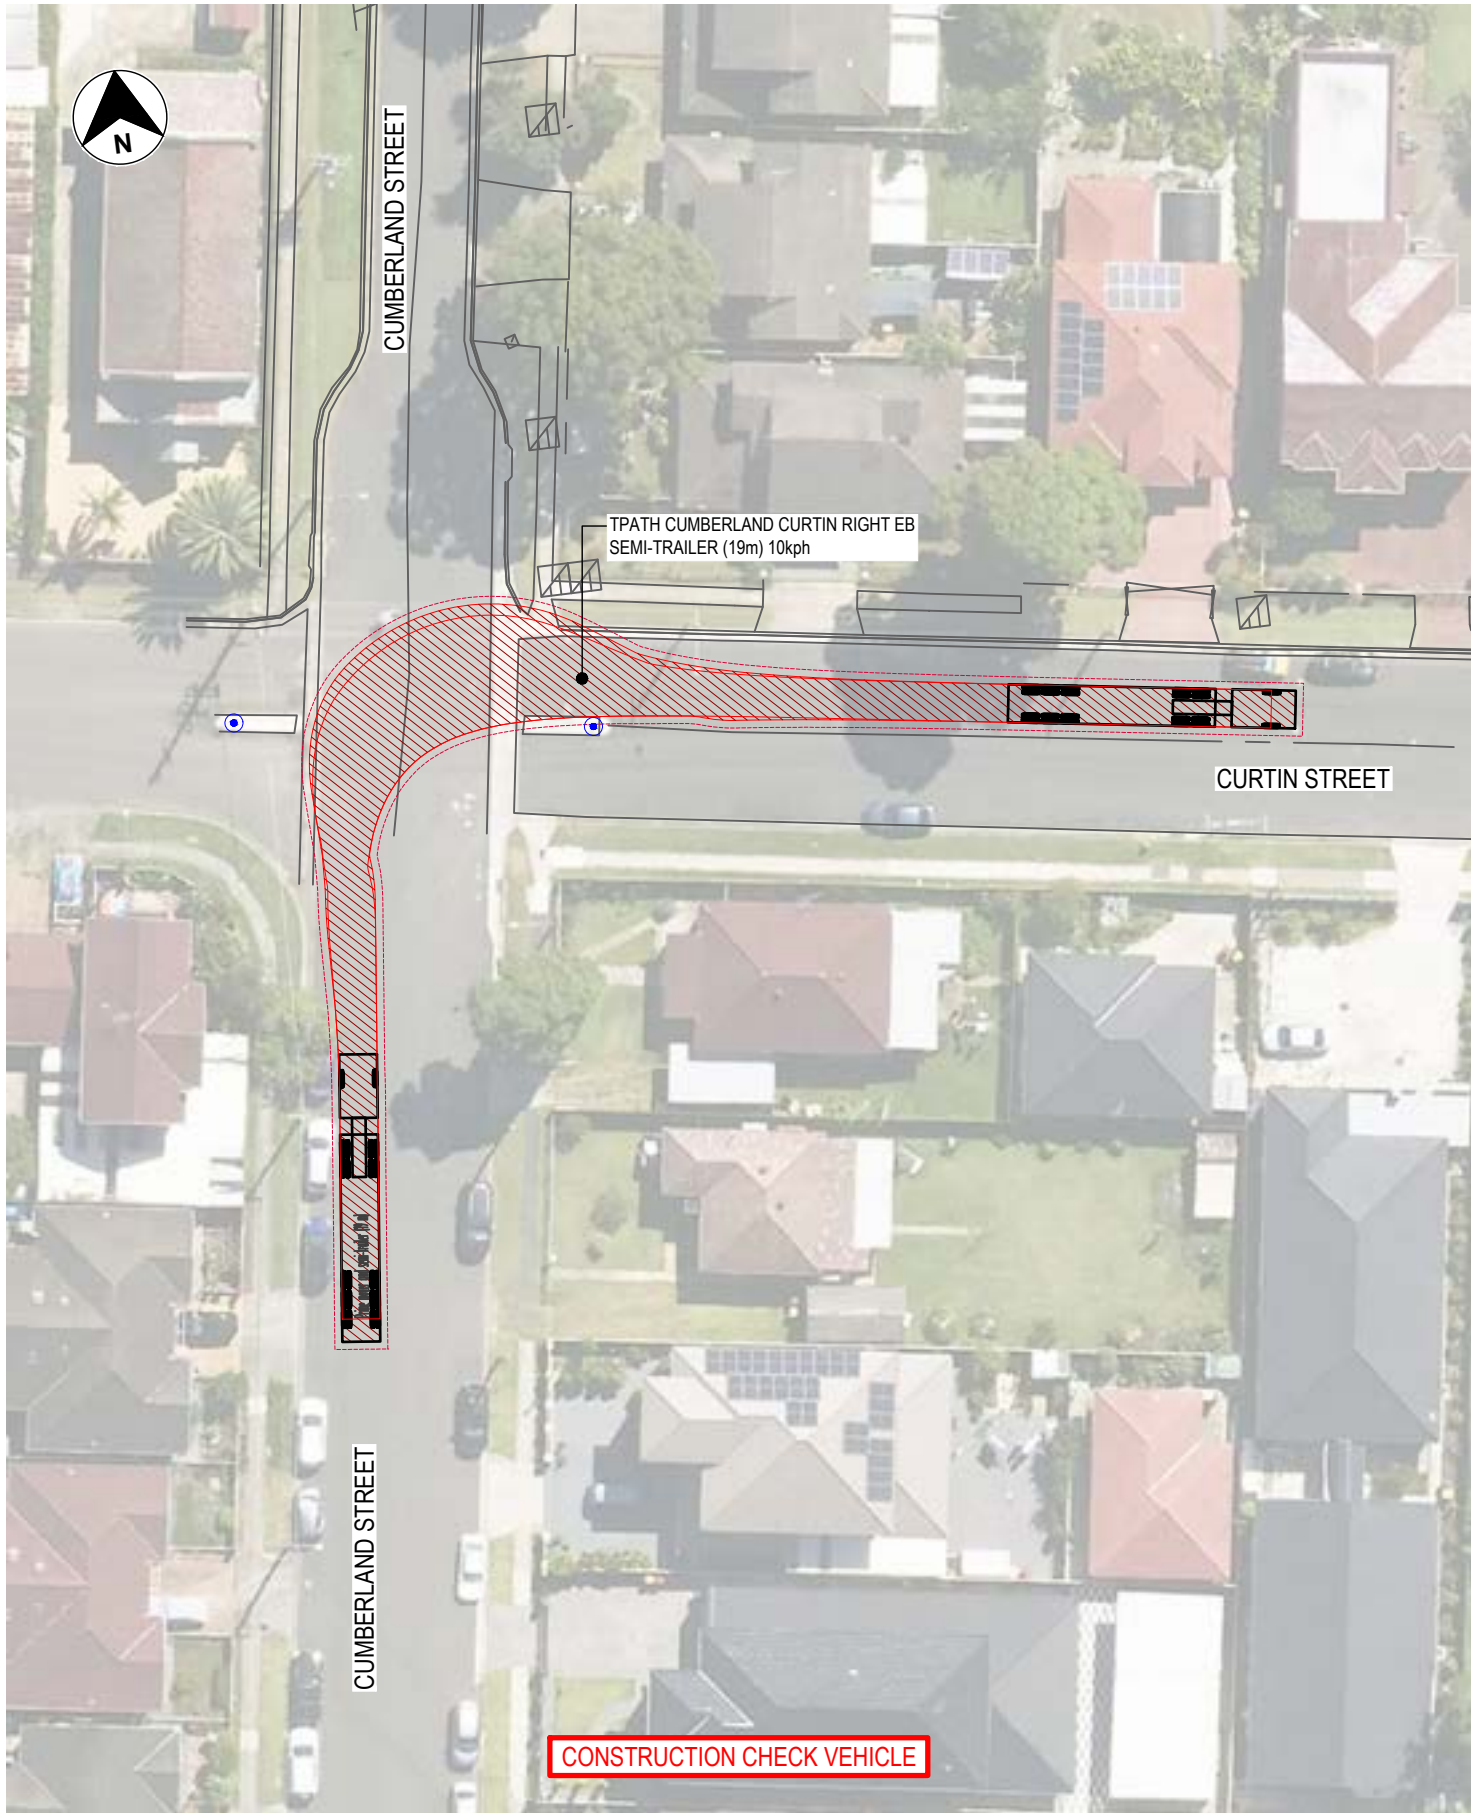 N
CUMBERLAND STREET
TPATH CUMBERLAND CURTIN RIGHT EB
SEMI-TRAILER (19m) 10kph
CURTIN STREET
CUMBERLAND STREET
CONSTRUCTION CHECK VEHICLE